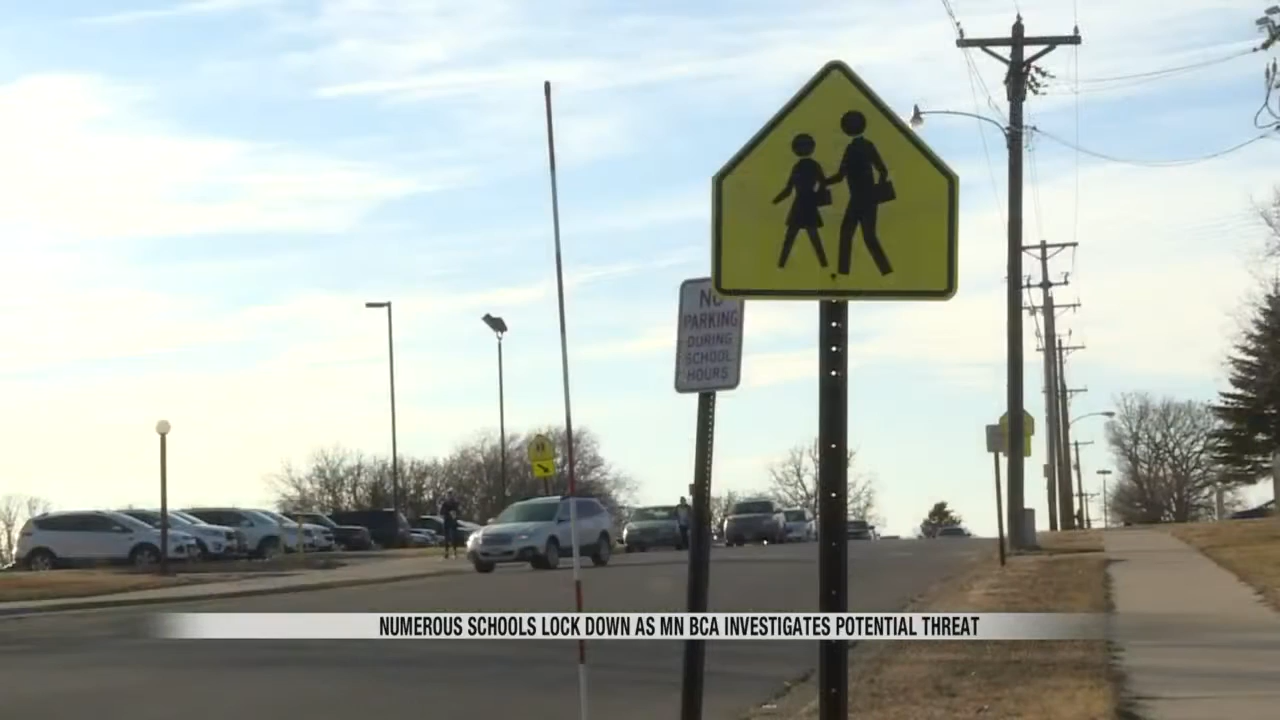 NO
PARKING
DURING
SCHOOL
HOURS
NUMEROUS SCHOOLS LOCK DOWN AS MN BCA INVESTIGATES POTENTIAL THREAT